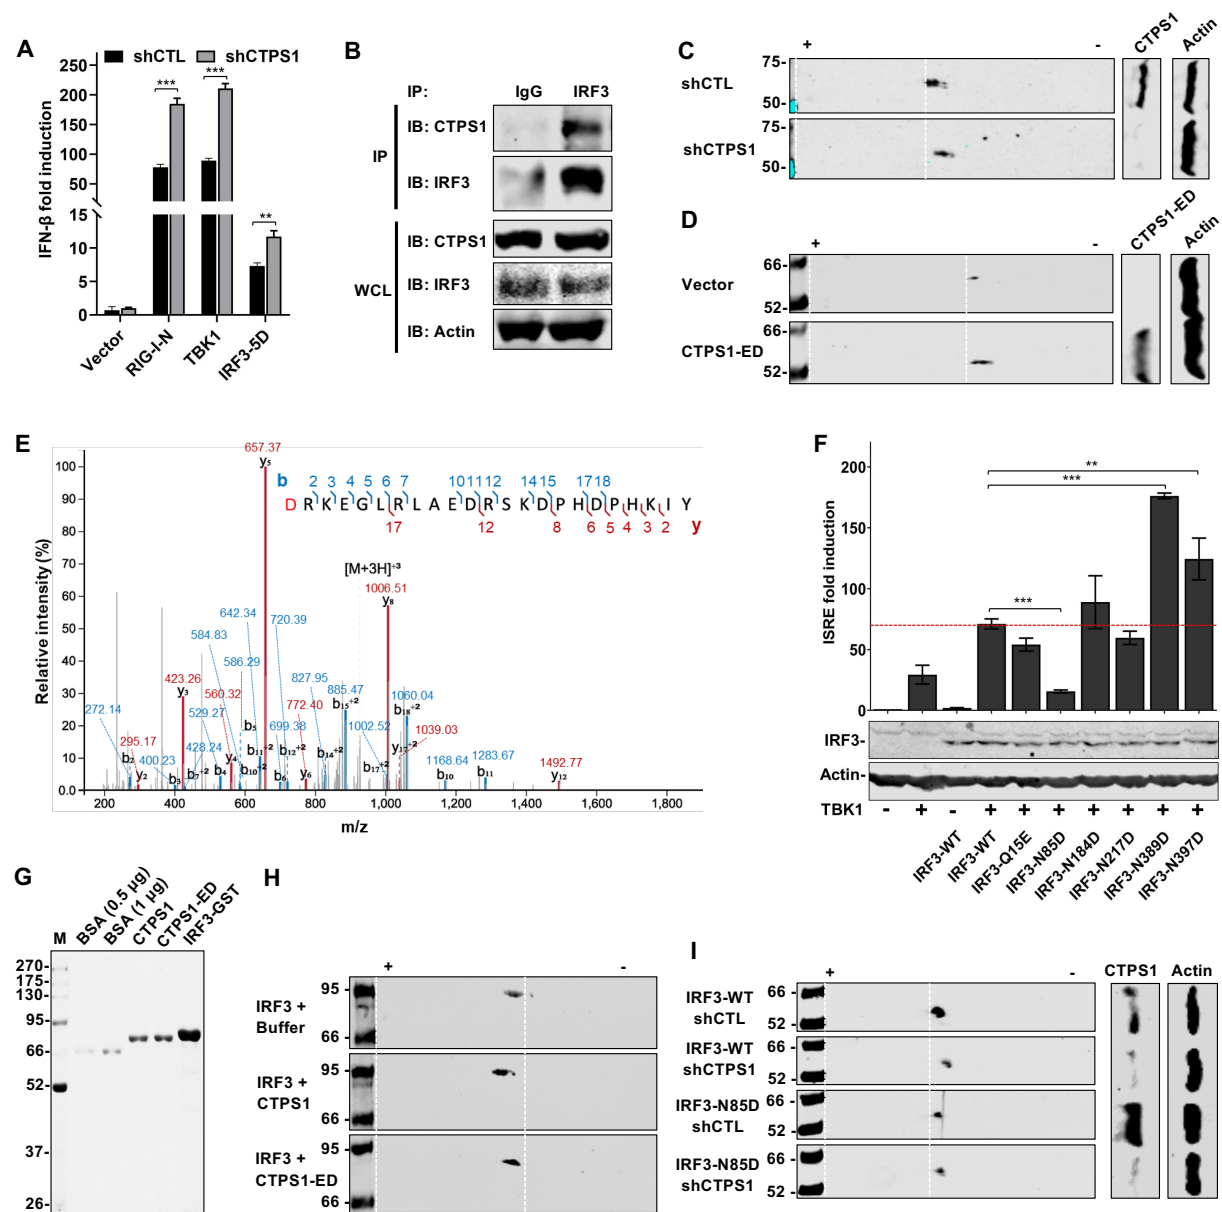 A
shCTL
shCTPS1
IFN-β fold induction
250
200
150
100
50
15
10
5
0
***
***
**
Vector
RIG-I-N
TBK1
IRF3-5D
B
IP:
IgG
IRF3
IP
IB: CTPS1
IB: IRF3
WCL
IB: CTPS1
IB: IRF3
IB: Actin
C
+
-
CTPS1
Actin
shCTL
75-
50-
shCTPS1
75-
50-
D
+
-
CTPS1-ED
Actin
Vector
66-
52-
CTPS1-ED
66-
52-
E
Relative intensity (%)
100
90
80
70
60
50
40
30
20
10
0.0
200
400
600
800
1,000
1,200
1,400
1,600
1,800
m/z
b
2 3 4 5 6 7 10 11 12 14 15 17 18
D R K E G L R L A E D R S K D P H D P H K I Y
17 12 8 6 5 4 3 2
y
657.37
y5
[M+3H]+3
1006.51
y8
642.34
720.39
584.83
586.29
827.95
885.47
b15+2
1060.04
b18+2
423.26
y3
560.32
529.27
272.14
b2
295.17
y2
400.23
b3
428.24
b7+2
b4
y4
b5
b10+2
b11+2
699.38
b6
b12+2
772.40
y6
b14+2
1002.52
b17+2
1039.03
y17+2
1168.64
b10
1283.67
b11
1492.77
y12
F
ISRE fold induction
200
150
100
50
0
**
***
***
IRF3-
Actin-
TBK1
- + - + + + + + + +
IRF3-WT
IRF3-WT
IRF3-Q15E
IRF3-N85D
IRF3-N184D
IRF3-N217D
IRF3-N389D
IRF3-N397D
G
M
BSA (0.5 µg)
BSA (1 µg)
CTPS1
CTPS1-ED
IRF3-GST
270-
175-
130-
95-
66-
52-
37-
26-
H
+
-
IRF3 +
Buffer
95 -
66 -
IRF3 +
CTPS1
95 -
66 -
IRF3 +
CTPS1-ED
95 -
66 -
I
+
-
CTPS1
Actin
IRF3-WT
shCTL
66 -
52 -
IRF3-WT
shCTPS1
66 -
52 -
IRF3-N85D
shCTL
66 -
52 -
IRF3-N85D
shCTPS1
66 -
52 -